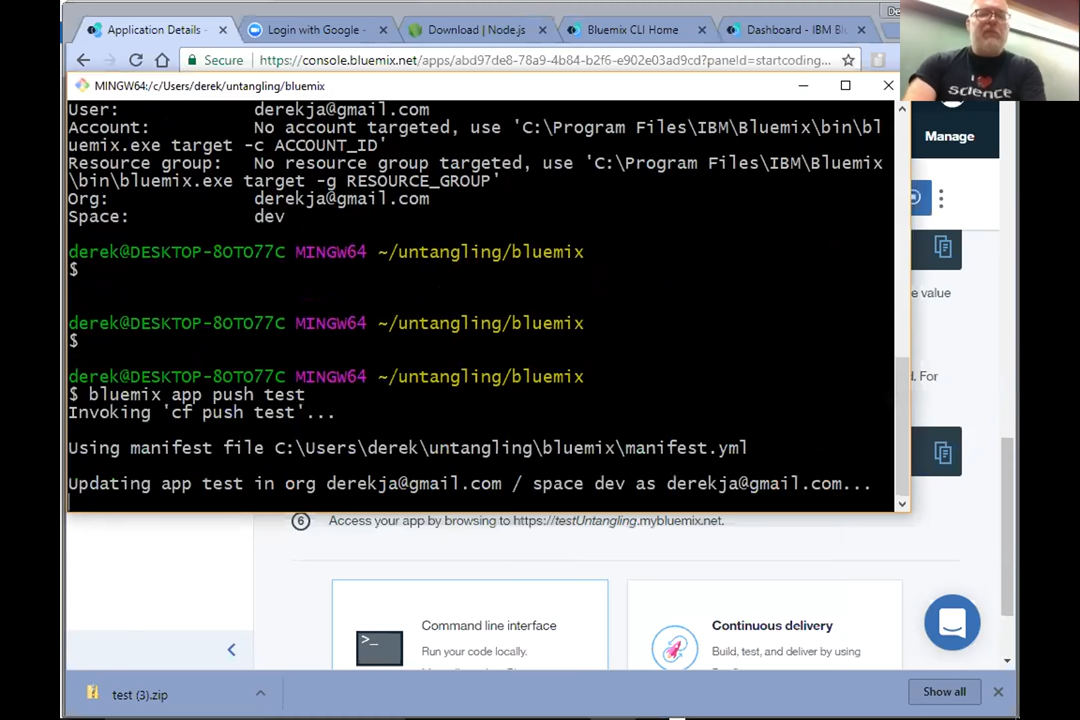 Application Details -
Login with Google -
Download | Node.js
Bluemix CLI Home
Dashboard - IBM Bl
De
Secure
https://console.bluemix.net/apps/abd97de8-78a9-4b84-b2f6-e902e03ad9cd?paneId=startcoding...
I
science
MINGW64:/c/Users/derek/untangling/bluemix
Manage
User: derekja@gmail.com
Account: No account targeted, use 'C:\Program Files\IBM\Bluemix\bin\bl
uemix.exe target -c ACCOUNT_ID'
Resource group: No resource group targeted, use 'C:\Program Files\IBM\Bluemix
\bin\bluemix.exe target -g RESOURCE_GROUP'
Org: derekja@gmail.com
Space: dev
derek@DESKTOP-8OTO77C MINGW64 ~/untangling/bluemix
$
derek@DESKTOP-8OTO77C MINGW64 ~/untangling/bluemix
$
derek@DESKTOP-8OTO77C MINGW64 ~/untangling/bluemix
$ bluemix app push test
Invoking 'cf push test'...
Using manifest file C:\Users\derek\untangling\bluemix\manifest.yml
Updating app test in org derekja@gmail.com / space dev as derekja@gmail.com...
e value
d. For
6 Access your app by browsing to https://testUntangling.mybluemix.net.
Command line interface
Run your code locally.
Continuous delivery
Build, test, and deliver by using
test (3).zip
Show all